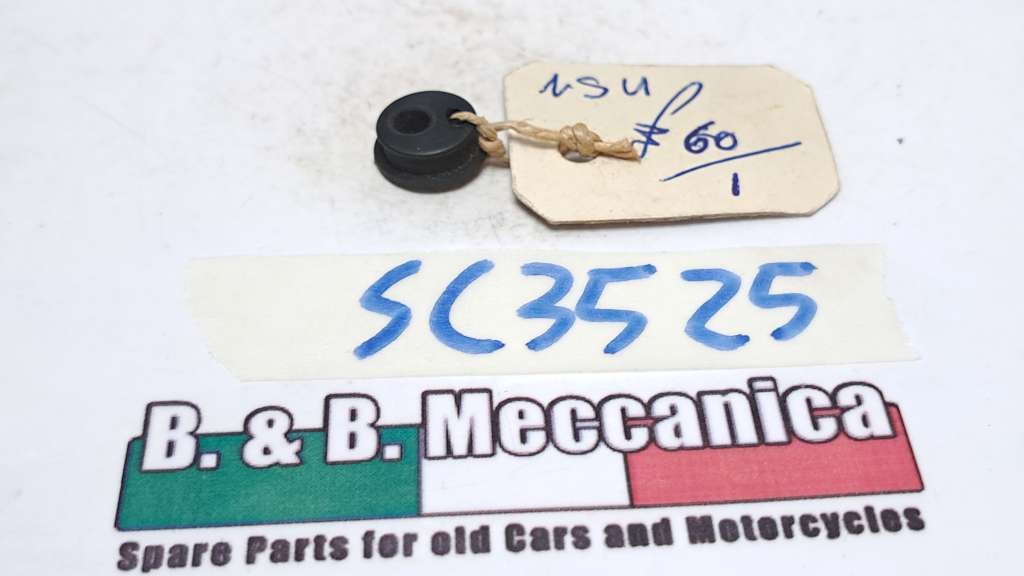 NSU
₤ 60
1
SC3525
B. & B. Meccanica
Spare Parts for old Cars and Motorcycles